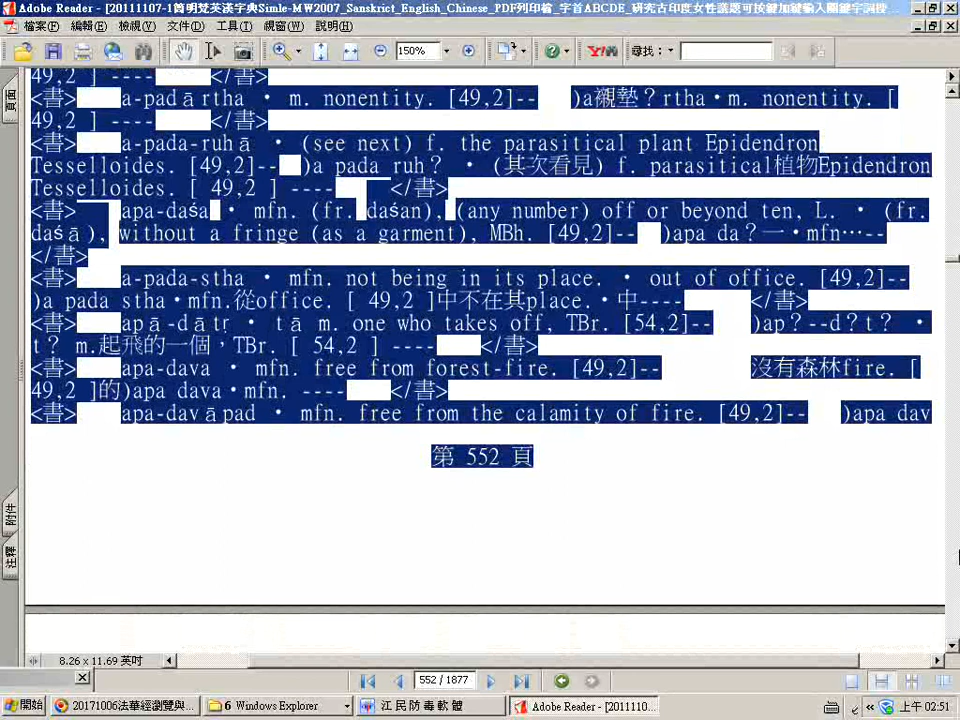 Adobe Reader - [20111107-1簡明梵英漢字典Simle-MW2007_Sanskrict_English_Chinese_PDF列印檔_字首ABCDE_研究古印度女性議題可按加鍵輸入關鍵字詞搜...
檔案(F) 編輯(E) 檢視(V) 文件(D) 工具(T) 視窗(W) 說明(H)
150% Y! 尋找：
頁面
49,2 ] ---- </書>
<書> a-padārtha ‧ m. nonentity. [49,2]-- )a襯墊？rtha‧m. nonentity. [
49,2 ] ---- </書>
<書> a-pada-ruhā ‧ (see next) f. the parasitical plant Epidendron
Tesselloides. [49,2]-- )a pada ruh？ ‧ (其次看見) f. parasitical植物Epidendron
Tesselloides. [ 49,2 ] ---- </書>
<書> apa-daśa ‧ mfn. (fr. daśan), (any number) off or beyond ten, L. ‧ (fr.
daśā), without a fringe (as a garment), MBh. [49,2]-- )apa da？一‧mfn…--
</書>
<書> a-pada-stha ‧ mfn. not being in its place. ‧ out of office. [49,2]--
)a pada stha‧mfn.從office. [ 49,2 ]中不在其place.‧中---- </書>
<書> apā-dātṛ ‧ tā m. one who takes off, TBr. [54,2]-- )ap？--d？t？ ‧
t？ m.起飛的一個，TBr. [ 54,2 ] ---- </書>
<書> apa-dava ‧ mfn. free from forest-fire. [49,2]-- 沒有森林fire. [
49,2 ]的)apa dava‧mfn. ---- </書>
<書> apa-davāpad ‧ mfn. free from the calamity of fire. [49,2]-- )apa dav
第 552 頁
附件
注釋
8.26 x 11.69 英吋
552 / 1877
開始 20171006法華經瀏覽與... 6 Windows Explorer 江民防毒軟體 Adobe Reader - [2011110... 上午 02:51